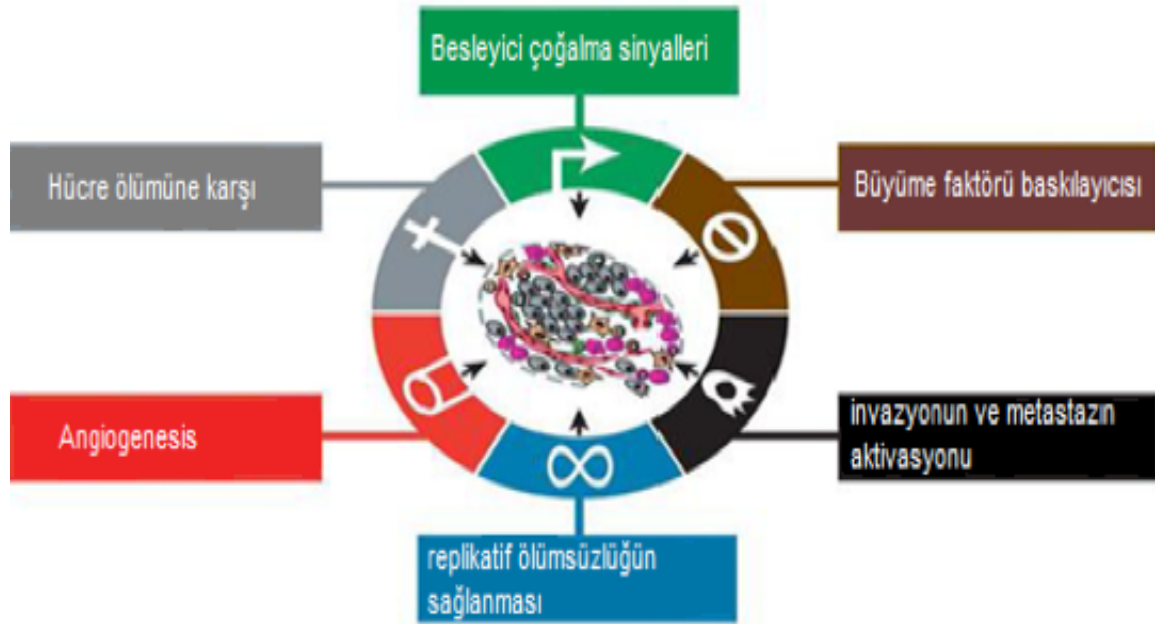 Besleyici çoğalma sinyalleri
Hücre ölümüne karşı
Büyüme faktörü baskılayıcısı
Angiogenesis
invazyonun ve metastazın
aktivasyonu
replikatif ölümsüzlüğün
sağlanması